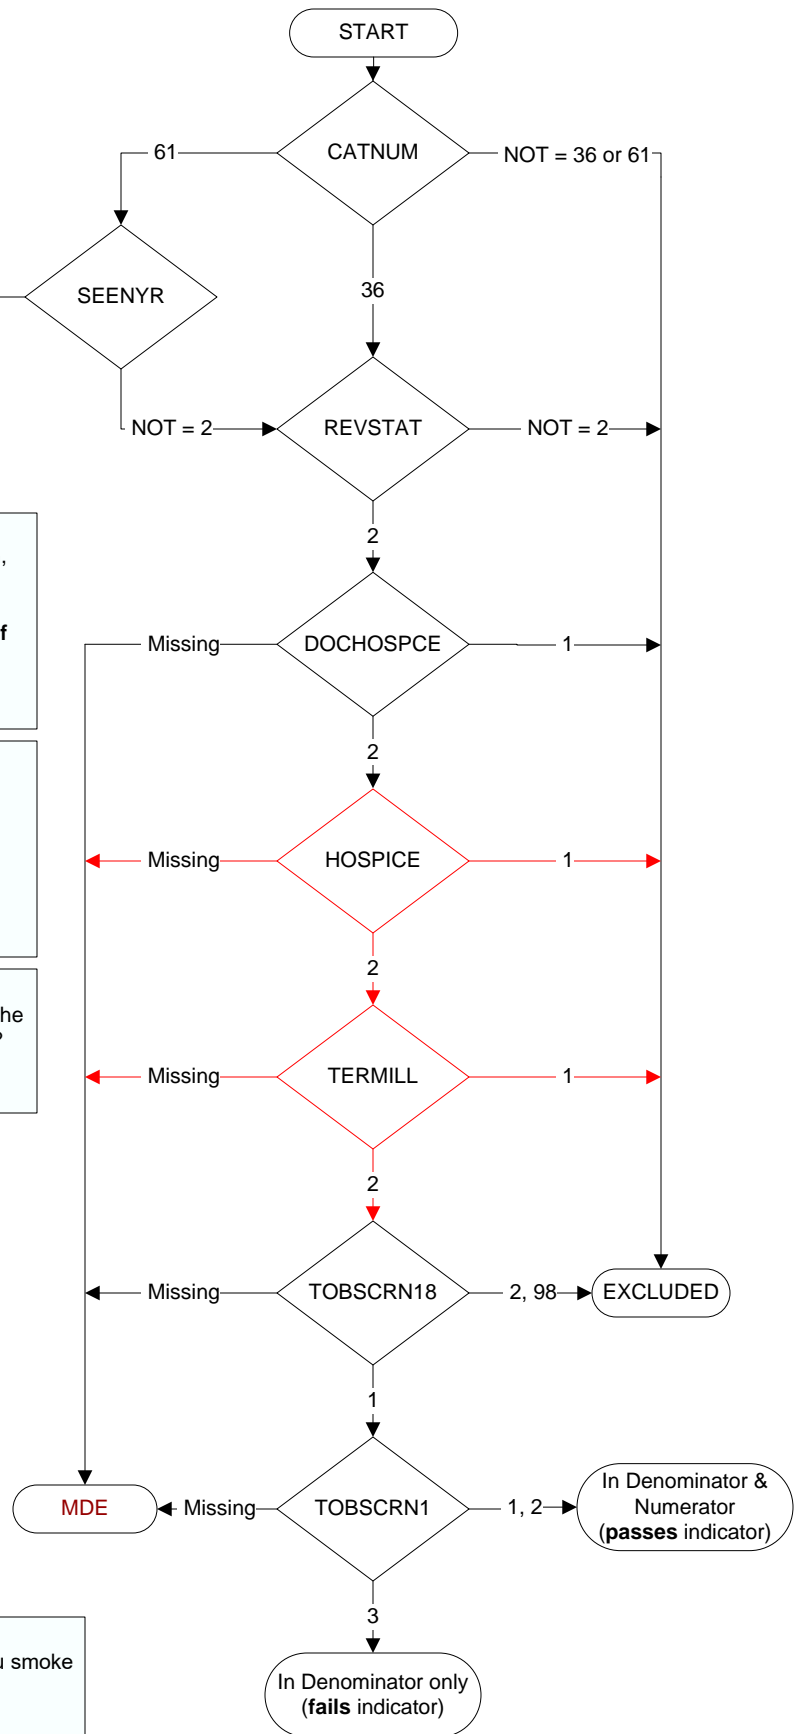 START
CATNUM
61
NOT = 36 or 61
SEENYR
36
NOT = 2
REVSTAT
NOT = 2
2
,
f
Missing
DOCHOSPCE
1
2
Missing
HOSPICE
1
2
he
?
Missing
TERMILL
1
2
Missing
TOBSCRN18
2, 98
EXCLUDED
1
MDE
Missing
TOBSCRN1
1, 2
In Denominator &
Numerator
(passes indicator)
3
u smoke
In Denominator only
(fails indicator)